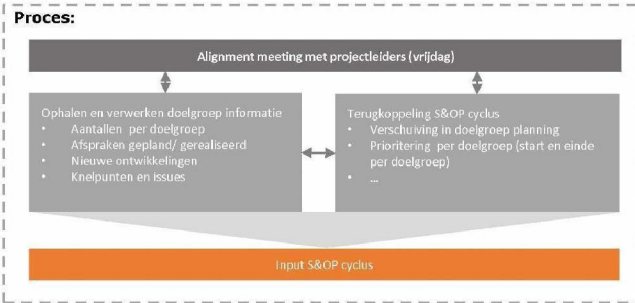 Proces:
Alignment meeting met projectleiders (vrijdag)
Ophalen en verwerken doelgroep informatie
• Aantallen per doelgroep
• Afspraken gepland/ gerealiseerd
• Nieuwe ontwikkelingen
• Knelpunten en issues
Terugkoppeling S&OP cyclus
• Verschuiving in doelgroep planning
• Prioritering per doelgroep (start en einde
per doelgroep)
• ...
Input S&OP cyclus